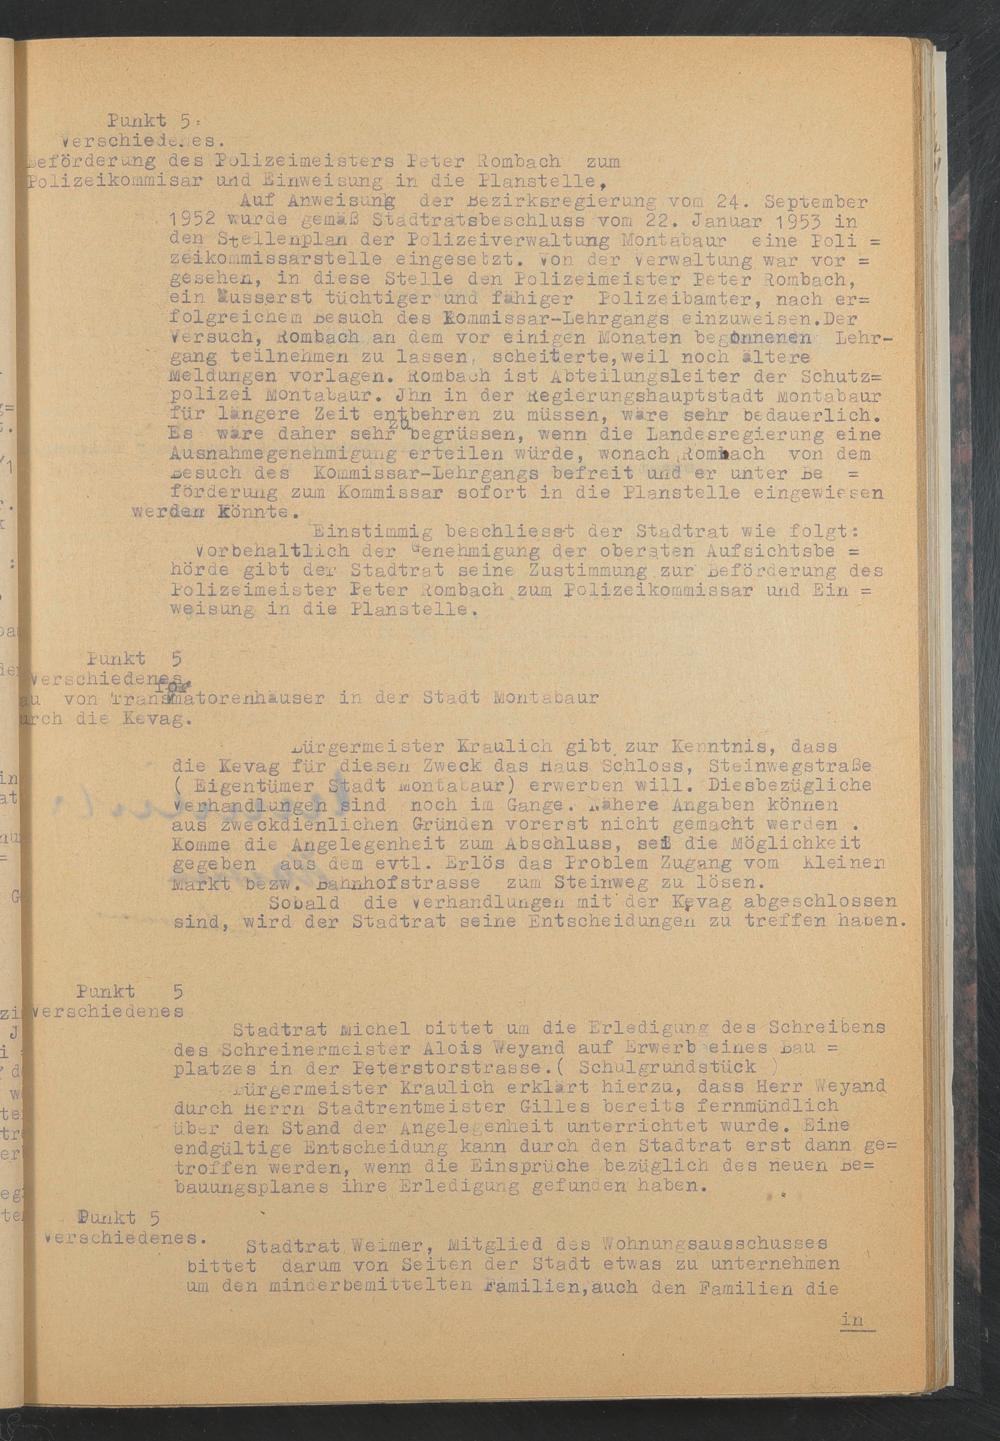 Punkt 5:
Verschiedenes.
Beförderung des Polizeimeisters Peter Rombach zum
Polizeikommisar und Einweisung in die Planstelle,
Auf Anweisung der Bezirksregierung vom 24. September
1952 wurde gemäß Stadtratsbeschluss vom 22. Januar 1953 in
den Stellenplan der Polizeiverwaltung Montabaur eine Poli =
zeikommissarstelle eingesetzt. Von der Verwaltung war vor =
gesehen, in diese Stelle den Polizeimeister Peter Rombach,
ein äusserst tüchtiger und fähiger Polizeibamter, nach er=
folgreichem Besuch des Kommissar-Lehrgangs einzuweisen.Der
Versuch, Rombach an dem vor einigen Monaten begonnenen Lehr-
gang teilnehmen zu lassen, scheiterte,weil noch ältere
Meldungen vorlagen. Rombach ist Abteilungsleiter der Schutz=
polizei Montabaur. Jhn in der Regierungshauptstadt Montabaur
für längere Zeit entbehren zu müssen, wäre sehr bedauerlich.
Es wäre daher sehr zu begrüssen, wenn die Landesregierung eine
Ausnahmegenehmigung erteilen würde, wonach Rombach von dem
Besuch des Kommissar-Lehrgangs befreit und er unter Be =
förderung zum Kommissar sofort in die Planstelle eingewiesen
werden könnte.
Einstimmig beschliesst der Stadtrat wie folgt:
Vorbehaltlich der Genehmigung der obersten Aufsichtsbe =
hörde gibt der Stadtrat seine Zustimmung zur Beförderung des
Polizeimeister Peter Rombach zum Polizeikommissar und Ein =
weisung in die Planstelle.
Punkt 5
Verschiedenes.
au von Transformatorenhäuser in der Stadt Montabaur
urch die Kevag.
Bürgermeister Kraulich gibt zur Kenntnis, dass
die Kevag für diesen Zweck das Haus Schloss, Steinwegstraße
( Eigentümer Stadt Montabaur) erwerben will. Diesbezügliche
Verhandlungen sind noch im Gange. Nähere Angaben können
aus zweckdienlichen Gründen vorerst nicht gemacht werden .
Komme die Angelegenheit zum Abschluss, sei die Möglichkeit
gegeben aus dem evtl. Erlös das Problem Zugang vom Kleinen
Markt bezw. Bahnhofstrasse zum Steinweg zu lösen.
Sobald die Verhandlungen mit der Kevag abgeschlossen
sind, wird der Stadtrat seine Entscheidungen zu treffen haben.
Punkt 5
Verschiedenes
Stadtrat Michel bittet um die Erledigung des Schreibens
des Schreinermeister Alois Weyand auf Erwerb eines Bau =
platzes in der Peterstorstrasse.( Schulgrundstück )
Bürgermeister Kraulich erklärt hierzu, dass Herr Weyand
durch Herrn Stadtrentmeister Gilles bereits fernmündlich
über den Stand der Angelegenheit unterrichtet wurde. Eine
endgültige Entscheidung kann durch den Stadtrat erst dann ge=
troffen werden, wenn die Einsprüche bezüglich des neuen Be=
bauungsplanes ihre Erledigung gefunden haben.
Punkt 5
Verschiedenes.
Stadtrat Weimer, Mitglied des Wohnungsausschusses
bittet darum von Seiten der Stadt etwas zu unternehmen
um den minderbemittelten Familien,auch den Familien die
in